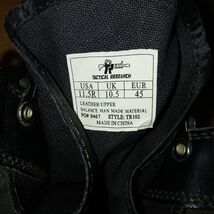 TR
TACTICAL RESEARCH
USA UK EUR
11.5R 10.5 45
LEATHER UPPER
BALANCE MAN MADE MATERIAL
PO# 0467 STYLE: TR102
MADE IN CHINA